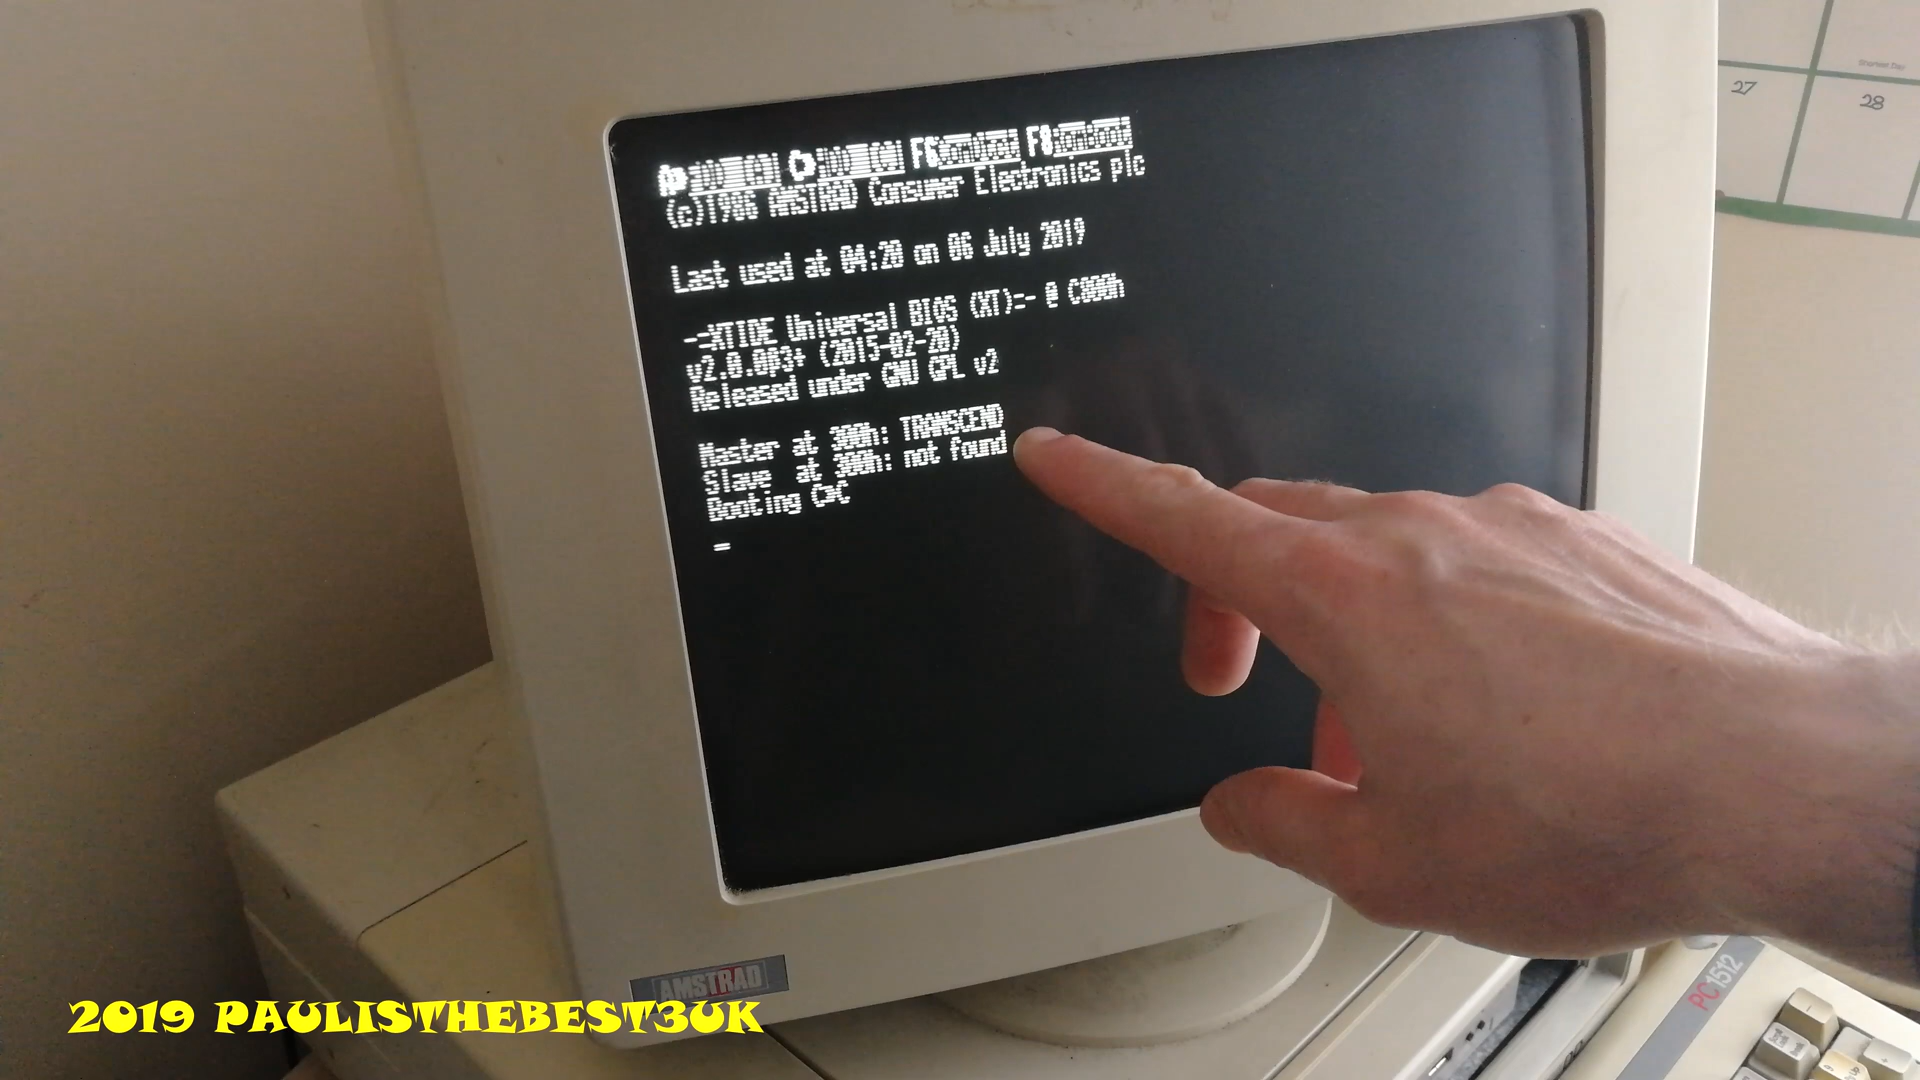 (c)1986 AMSTRAD Consumer Electronics plc
Last used at 04:20 on 06 July 2019
-=XTIDE Universal BIOS (XT)=- @ C800h
v2.0.0β3+ (2015-02-20)
Released under GNU GPL v2
Master at 300h: TRANSCEND
Slave  at 300h: not found
Booting C»C
27
28
AMSTRAD
PC1512
2019 PAULISTHEBEST3UK